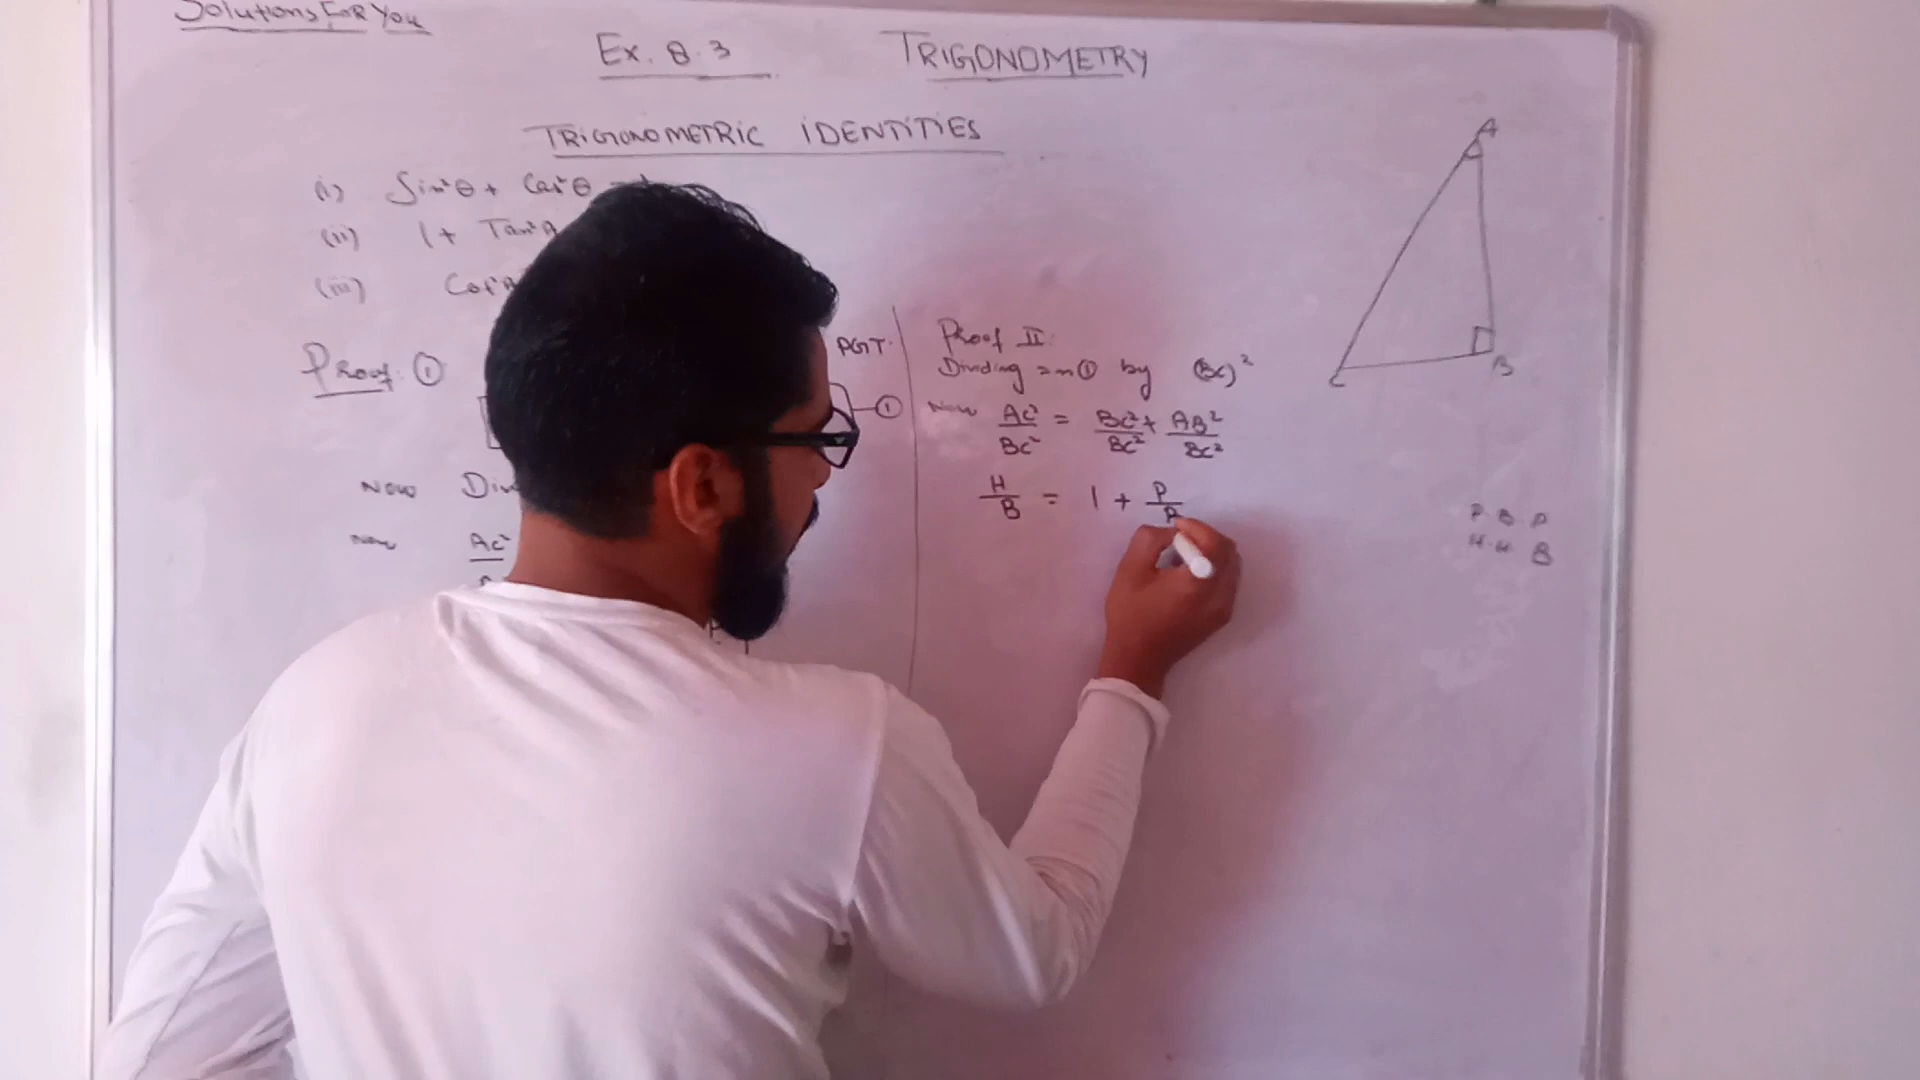 Solutions For You
Ex. 8.3 TRIGONOMETRY
TRIGONOMETRIC IDENTITIES
(i) Sin²θ + Cos²θ
(ii) 1 + Tan²A
(iii) Cot²A
Proof: ①
PGT.
①
Now Div
Now AC²
Proof II:
Dividing =n ① by (BC)²
Now AC²/BC² = BC²/BC² + AB²/BC²
H/B = 1 + P/B
A
B
C
P. B. P
H. H. B